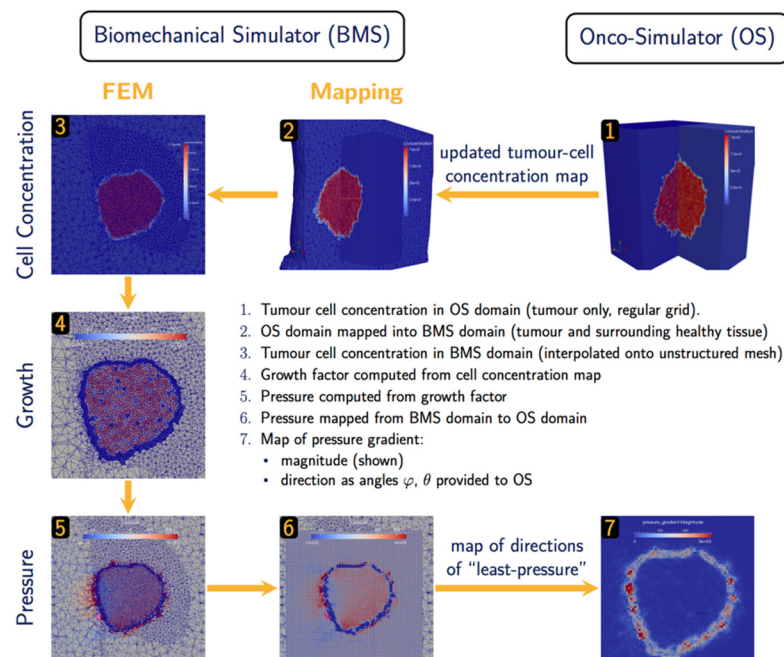 Biomechanical Simulator (BMS)
Onco-Simulator (OS)
FEM
Mapping
Cell Concentration
3
2
updated tumour-cell
concentration map
1
concentration
Growth
4
1. Tumour cell concentration in OS domain (tumour only, regular grid).
2. OS domain mapped into BMS domain (tumour and surrounding healthy tissue)
3. Tumour cell concentration in BMS domain (interpolated onto unstructured mesh)
4. Growth factor computed from cell concentration map
5. Pressure computed from growth factor
6. Pressure mapped from BMS domain to OS domain
7. Map of pressure gradient:
• magnitude (shown)
• direction as angles φ, θ provided to OS
Pressure
5
6
map of directions
of “least-pressure”
7
pressure_gradient Magnitude